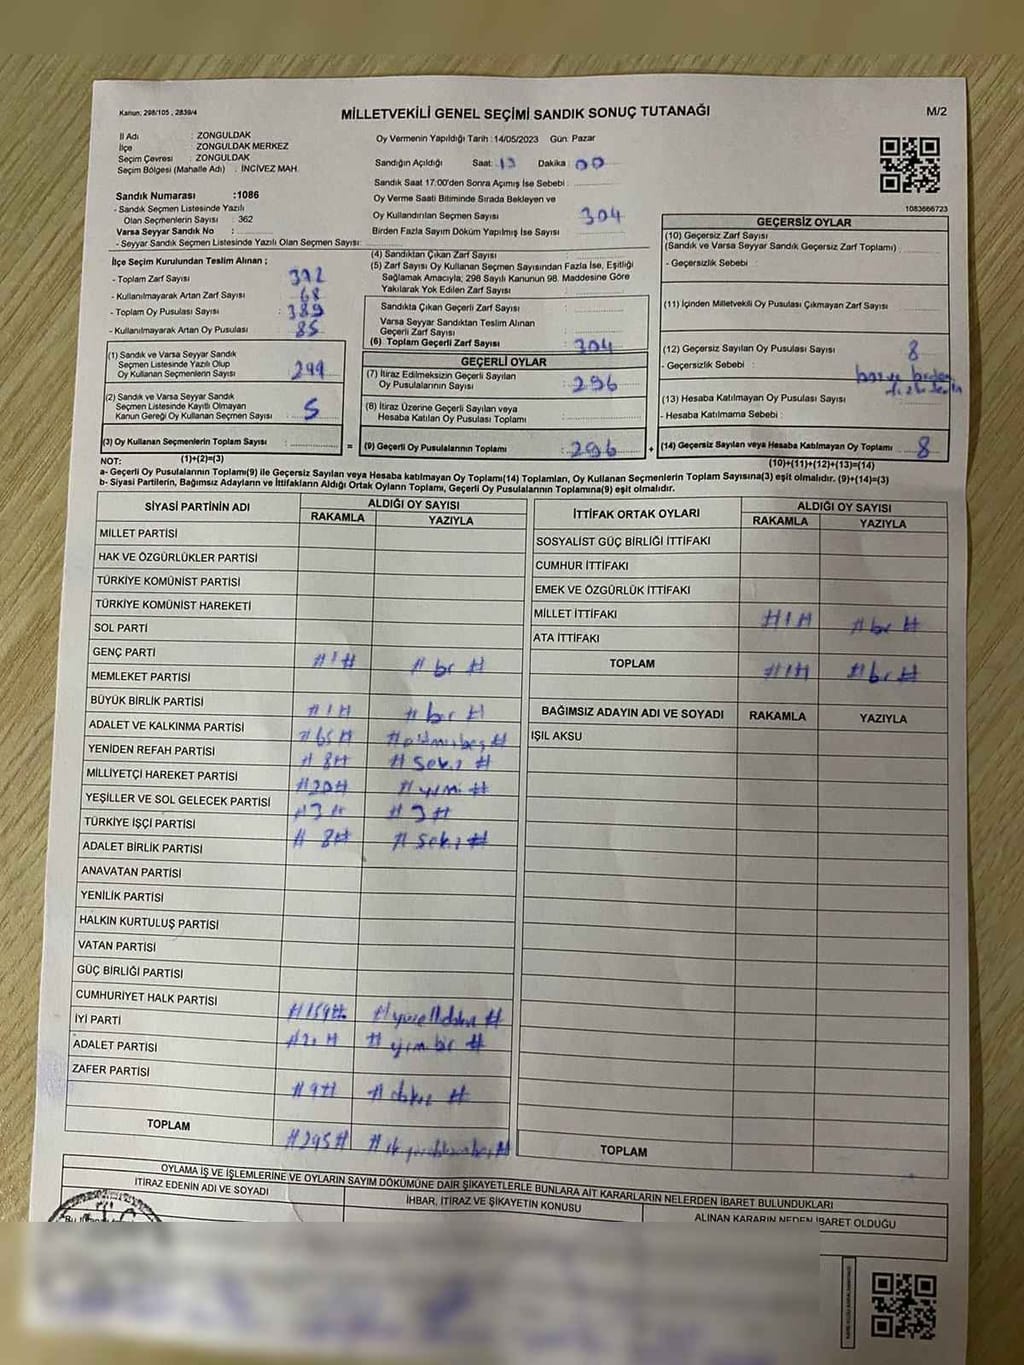 Kanun: 298/105 , 2839/4
MİLLETVEKİLİ GENEL SEÇİMİ SANDIK SONUÇ TUTANAĞI
M/2
İl Adı : ZONGULDAK
İlçe : ZONGULDAK MERKEZ
Seçim Çevresi : ZONGULDAK
Seçim Bölgesi (Mahalle Adı) : İNCİVEZ MAH.
Sandık Numarası :1086
- Sandık Seçmen Listesinde Yazılı
Olan Seçmenlerin Sayısı : 362
Varsa Seyyar Sandık No :
- Seyyar Sandık Seçmen Listesinde Yazılı Olan Seçmen Sayısı:
Oy Vermenin Yapıldığı Tarih :14/05/2023 Gün: Pazar
Sandığın Açıldığı Saat: Dakika : 00
Sandık Saat 17:00'den Sonra Açımış İse Sebebi :
Oy Verme Saati Bitiminde Sırada Bekleyen ve
Oy Kullandırılan Seçmen Sayısı : 304
Birden Fazla Sayım Döküm Yapılmış İse Sayısı :
1083666723
İlçe Seçim Kurulundan Teslim Alınan ;
- Toplam Zarf Sayısı : 372
- Kullanılmayarak Artan Zarf Sayısı : 68
- Toplam Oy Pusulası Sayısı : 389
- Kullanılmayarak Artan Oy Pusulası : 85
(1) Sandık ve Varsa Seyyar Sandık
Seçmen Listesinde Yazılı Olup
Oy Kullanan Seçmenlerin Sayısı : 299
(2) Sandık ve Varsa Seyyar Sandık
Seçmen Listesinde Kayıtlı Olmayan
Kanun Gereği Oy Kullanan Seçmen Sayısı : 5
(3) Oy Kullanan Seçmenlerin Toplam Sayısı :
(1)+(2)=(3)
(4) Sandıktan Çıkan Zarf Sayısı :
(5) Zarf Sayısı Oy Kullanan Seçmen Sayısından Fazla İse, Eşitliği
Sağlamak Amacıyla; 298 Sayılı Kanunun 98. Maddesine Göre
Yakılarak Yok Edilen Zarf Sayısı :
Sandıkta Çıkan Geçerli Zarf Sayısı :
Varsa Seyyar Sandıktan Teslim Alınan
Geçerli Zarf Sayısı :
(6) Toplam Geçerli Zarf Sayısı : 304
GEÇERLİ OYLAR
(7) İtiraz Edilmeksizin Geçerli Sayılan
Oy Pusulalarının Sayısı : 296
(8) İtiraz Üzerine Geçerli Sayılan veya
Hesaba Katılan Oy Pusulası Toplamı :
= (9) Geçerli Oy Pusulalarının Toplamı : 296 +
GEÇERSİZ OYLAR
(10) Geçersiz Zarf Sayısı
(Sandık ve Varsa Seyyar Sandık Geçersiz Zarf Toplamı) :
- Geçersizlik Sebebi :
(11) İçinden Milletvekili Oy Pusulası Çıkmayan Zarf Sayısı :
(12) Geçersiz Sayılan Oy Pusulası Sayısı : 8
- Geçersizlik Sebebi :
(13) Hesaba Katılmayan Oy Sayısı :
- Hesaba Katılmama Sebebi :
(14) Geçersiz Sayılan veya Hesaba Katılmayan Oy Toplamı : 8
(10)+(11)+(12)+(13)=(14)
NOT:
a- Geçerli Oy Pusulalarının Toplamı(9) ile Geçersiz Sayılan veya Hesaba katılmayan Oy Toplamı(14) Toplamları, Oy Kullanan Seçmenlerin Toplam Sayısına(3) eşit olmalıdır. (9)+(14)=(3)
b- Siyasi Partilerin, Bağımsız Adayların ve İttifakların Aldığı Ortak Oyların Toplamı, Geçerli Oy Pusulalarının Toplamına(9) eşit olmalıdır.
SİYASİ PARTİNİN ADI ALDIĞI OY SAYISI
RAKAMLA YAZIYLA
MİLLET PARTİSİ
HAK VE ÖZGÜRLÜKLER PARTİSİ
TÜRKİYE KOMÜNİST PARTİSİ
TÜRKİYE KOMÜNİST HAREKETİ
SOL PARTİ
GENÇ PARTİ #1# #bir#
MEMLEKET PARTİSİ
BÜYÜK BİRLİK PARTİSİ #1# #bir#
ADALET VE KALKINMA PARTİSİ #65# #altmışbeş#
YENİDEN REFAH PARTİSİ #8# #Sekiz#
MİLLİYETÇİ HAREKET PARTİSİ #20# #yirmi#
YEŞİLLER VE SOL GELECEK PARTİSİ #3# #3#
TÜRKİYE İŞÇİ PARTİSİ #8# #Sekiz#
ADALET BİRLİK PARTİSİ
ANAVATAN PARTİSİ
YENİLİK PARTİSİ
HALKIN KURTULUŞ PARTİSİ
VATAN PARTİSİ
GÜÇ BİRLİĞİ PARTİSİ
CUMHURİYET HALK PARTİSİ #159# #yüzellidokuz#
İYİ PARTİ #21# #yirmibir#
ADALET PARTİSİ
ZAFER PARTİSİ #9# #dokuz#
TOPLAM #295# #ikiyüzdoksanbeş#
İTTİFAK ORTAK OYLARI ALDIĞI OY SAYISI
RAKAMLA YAZIYLA
SOSYALİST GÜÇ BİRLİĞİ İTTİFAKI
CUMHUR İTTİFAKI
EMEK VE ÖZGÜRLÜK İTTİFAKI
MİLLET İTTİFAKI #1# #bir#
ATA İTTİFAKI
TOPLAM #1# #bir#
BAĞIMSIZ ADAYIN ADI VE SOYADI RAKAMLA YAZIYLA
IŞIL AKSU
TOPLAM
OYLAMA İŞ VE İŞLEMLERİNE VE OYLARIN SAYIM DÖKÜMÜNE DAİR ŞİKAYETLERLE BUNLARA AİT KARARLARIN NELERDEN İBARET BULUNDUKLARI
İTİRAZ EDENİN ADI VE SOYADI İHBAR, İTİRAZ VE ŞİKAYETİN KONUSU ALINAN KARARIN NEDEN İBARET OLDUĞU